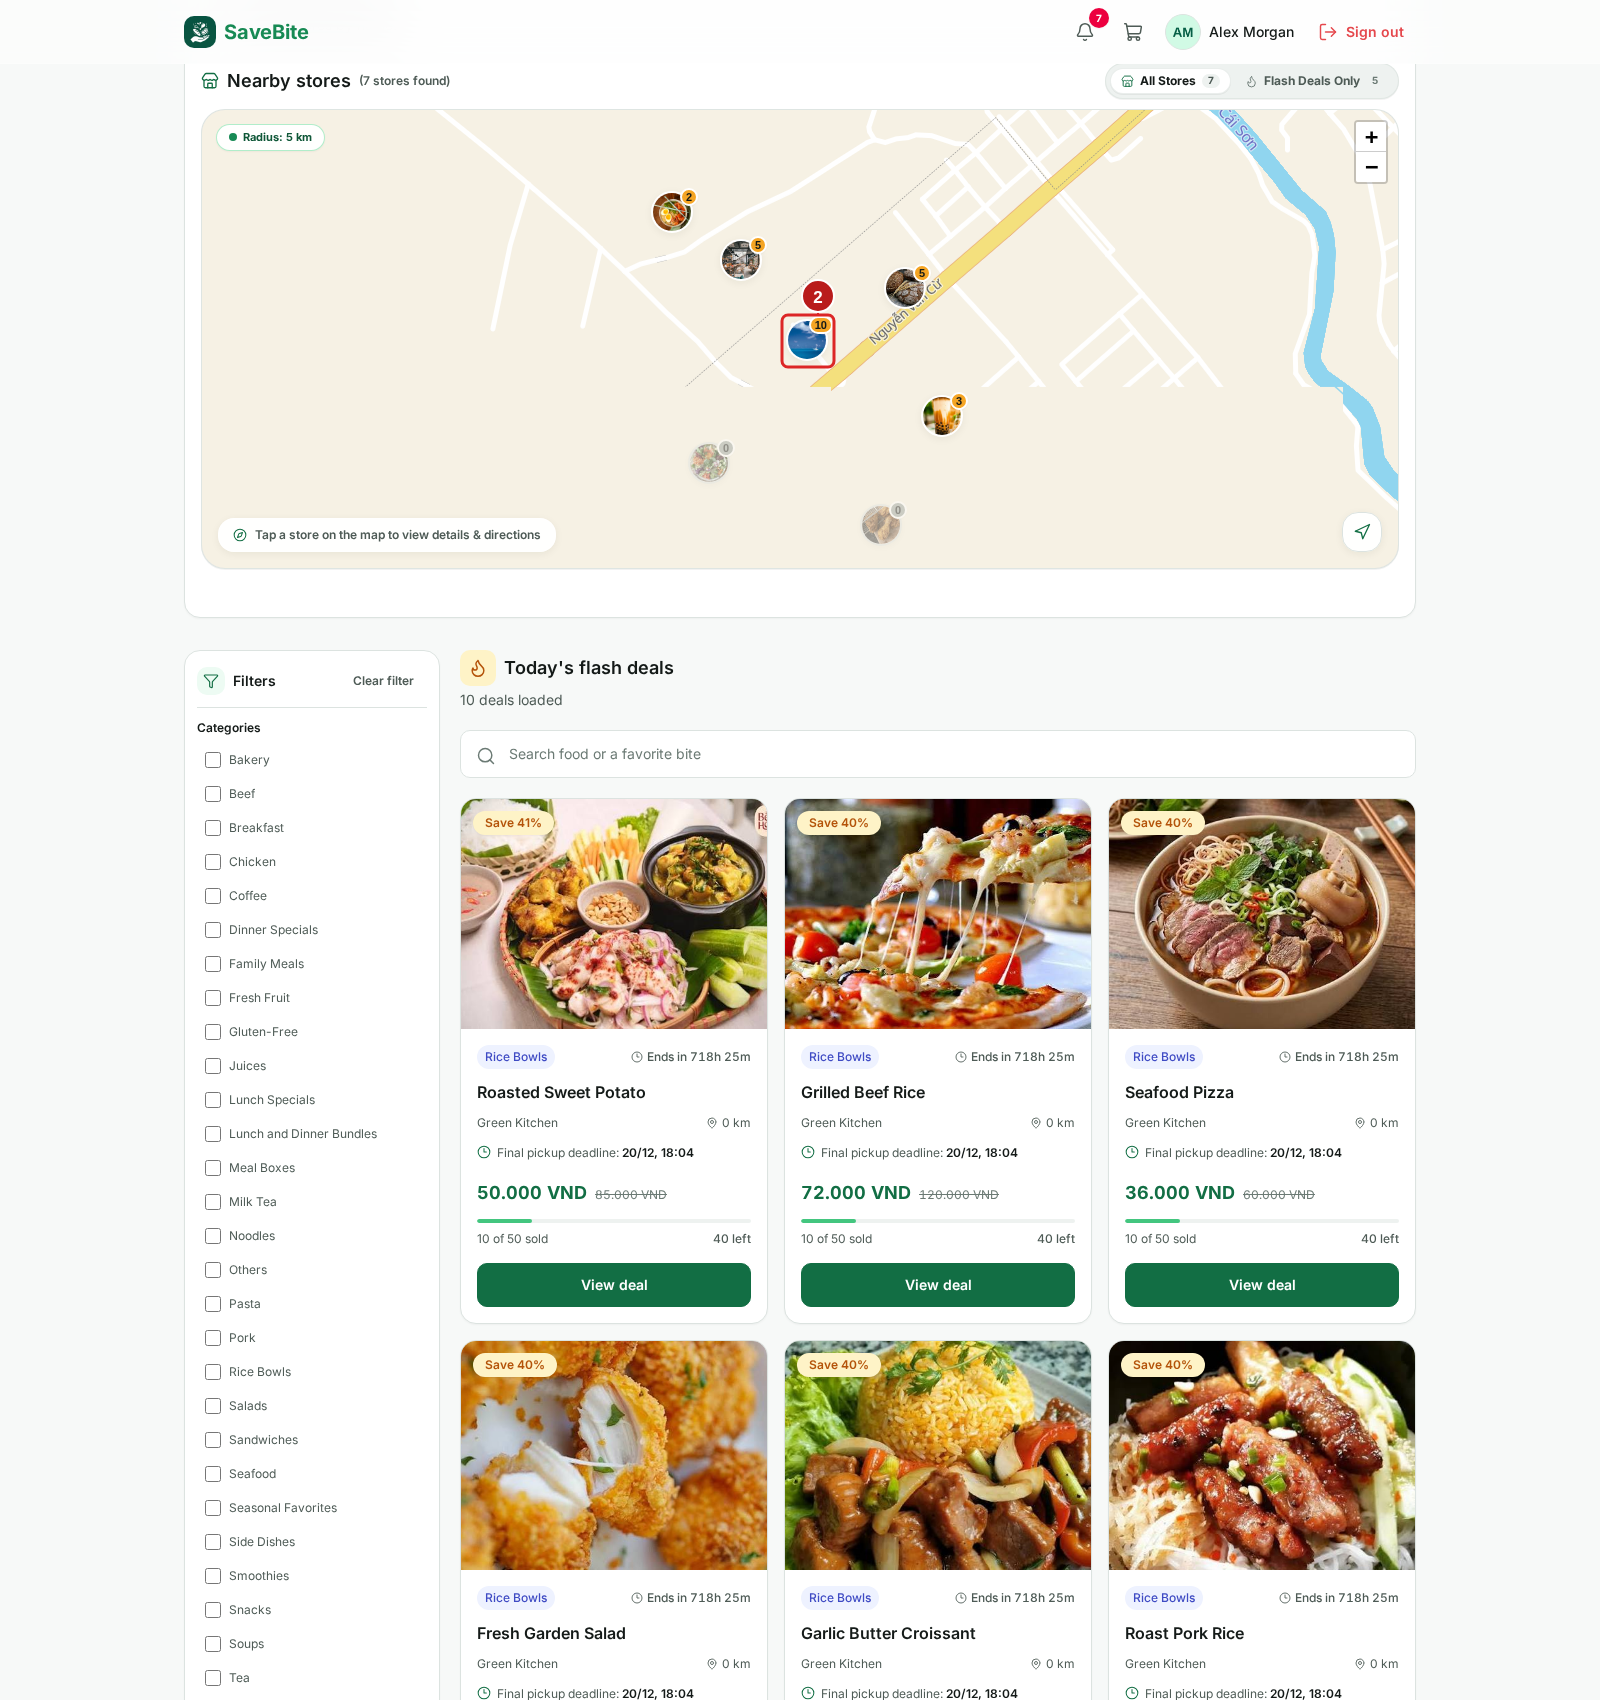 SaveBite
7
AM
Alex Morgan
Sign out
Nearby stores (7 stores found)
All Stores 7
Flash Deals Only 5
Radius: 5 km
Cái Sơn
+
−
2
5
5
2
10
Nguyễn Văn Cừ
3
0
0
Tap a store on the map to view details & directions
Filters
Clear filter
Categories
Bakery
Beef
Breakfast
Chicken
Coffee
Dinner Specials
Family Meals
Fresh Fruit
Gluten-Free
Juices
Lunch Specials
Lunch and Dinner Bundles
Meal Boxes
Milk Tea
Noodles
Others
Pasta
Pork
Rice Bowls
Salads
Sandwiches
Seafood
Seasonal Favorites
Side Dishes
Smoothies
Snacks
Soups
Tea
Today's flash deals
10 deals loaded
Search food or a favorite bite
Save 41%
Rice Bowls
Ends in 718h 25m
Roasted Sweet Potato
Green Kitchen
0 km
Final pickup deadline: 20/12, 18:04
50.000 VND 85.000 VND
10 of 50 sold
40 left
View deal
Save 40%
Rice Bowls
Ends in 718h 25m
Grilled Beef Rice
Green Kitchen
0 km
Final pickup deadline: 20/12, 18:04
72.000 VND 120.000 VND
10 of 50 sold
40 left
View deal
Save 40%
Rice Bowls
Ends in 718h 25m
Seafood Pizza
Green Kitchen
0 km
Final pickup deadline: 20/12, 18:04
36.000 VND 60.000 VND
10 of 50 sold
40 left
View deal
Save 40%
Rice Bowls
Ends in 718h 25m
Fresh Garden Salad
Green Kitchen
0 km
Final pickup deadline: 20/12, 18:04
Save 40%
Rice Bowls
Ends in 718h 25m
Garlic Butter Croissant
Green Kitchen
0 km
Final pickup deadline: 20/12, 18:04
Save 40%
Rice Bowls
Ends in 718h 25m
Roast Pork Rice
Green Kitchen
0 km
Final pickup deadline: 20/12, 18:04